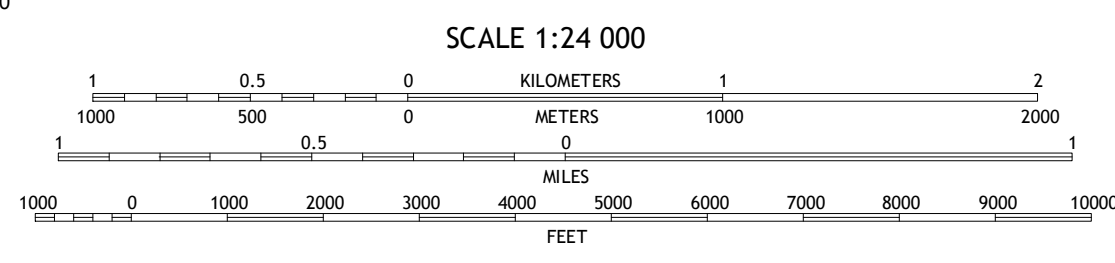 SCALE 1:24 000
1 0.5 0 KILOMETERS 1 2
1000 500 0 METERS 1000 2000
1 0.5 0 1
MILES
1000 0 1000 2000 3000 4000 5000 6000 7000 8000 9000 10000
FEET